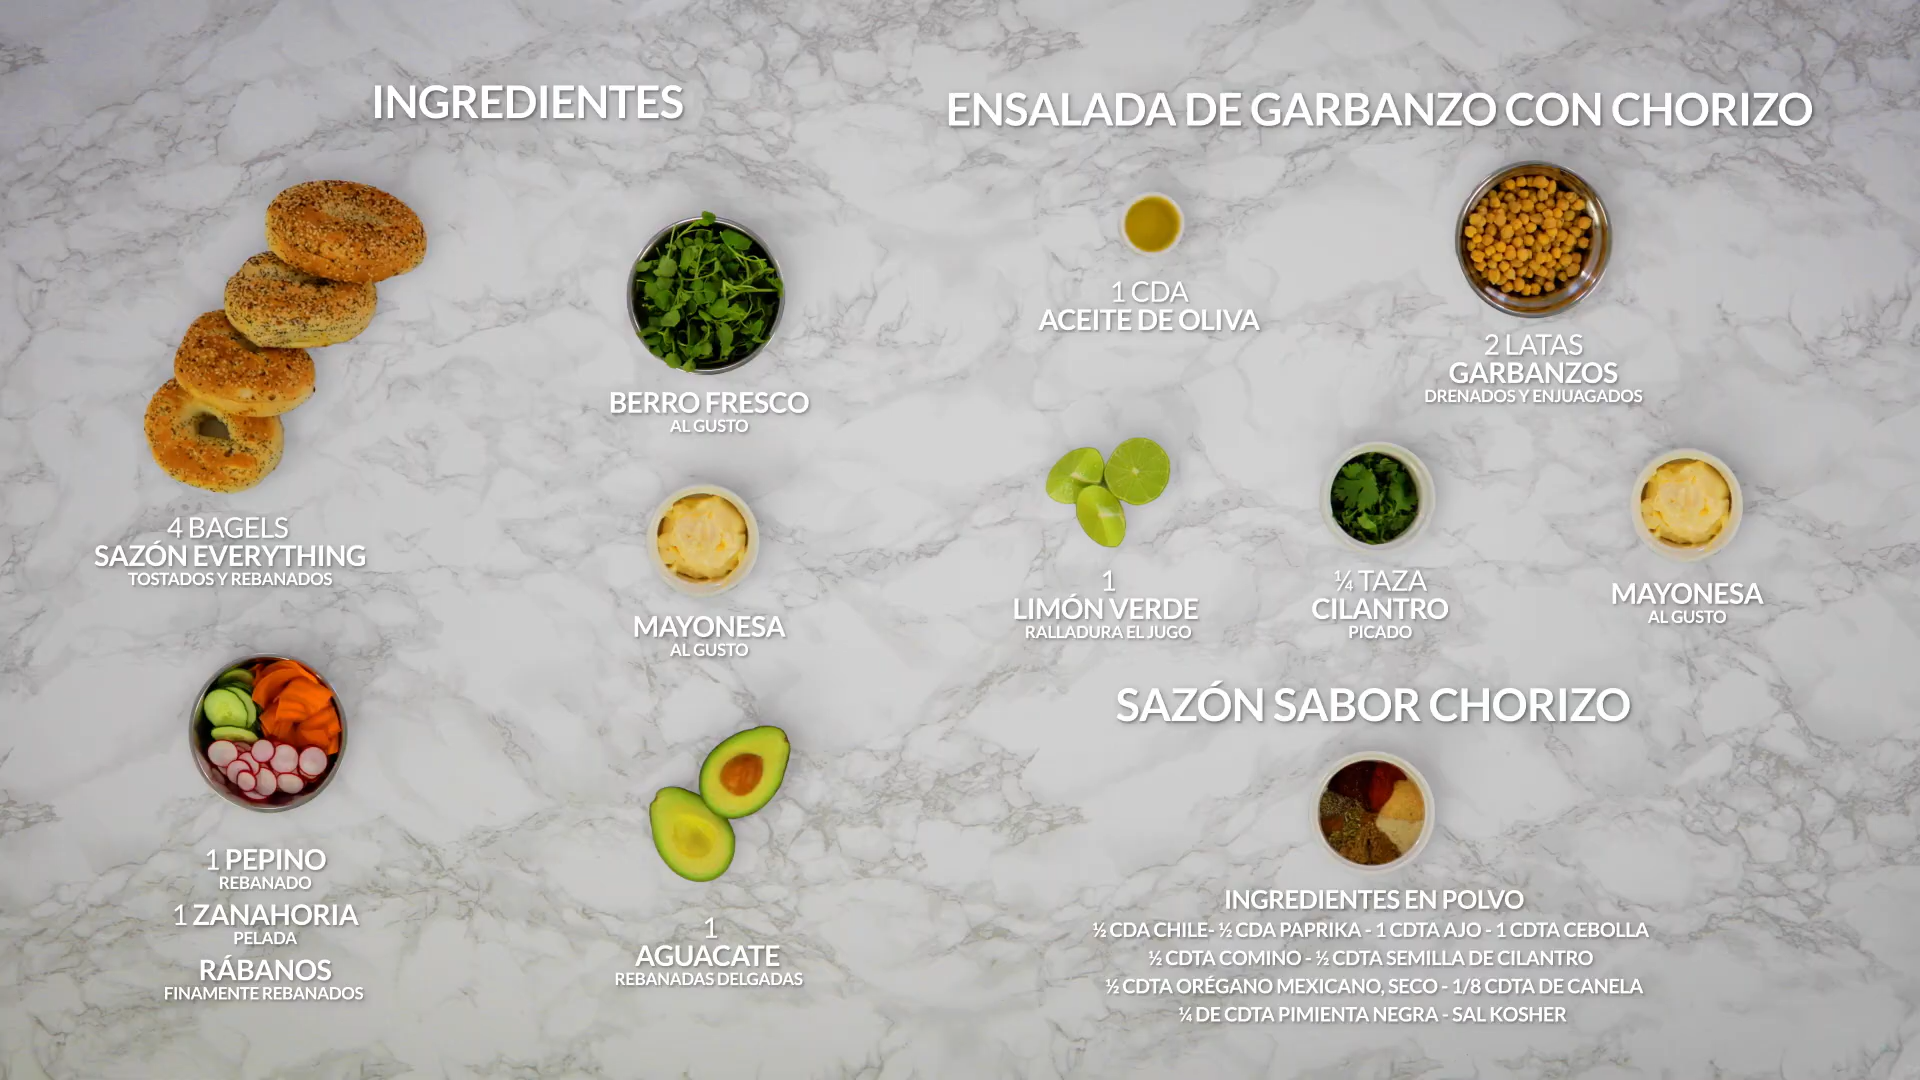 INGREDIENTES
4 BAGELS
SAZÓN EVERYTHING
TOSTADOS Y REBANADOS
BERRO FRESCO
AL GUSTO
MAYONESA
AL GUSTO
1 PEPINO
REBANADO
1 ZANAHORIA
PELADA
RÁBANOS
FINAMENTE REBANADOS
1
AGUACATE
REBANADAS DELGADAS
ENSALADA DE GARBANZO CON CHORIZO
1 CDA
ACEITE DE OLIVA
2 LATAS
GARBANZOS
DRENADOS Y ENJUAGADOS
1
LIMÓN VERDE
RALLADURA EL JUGO
¼ TAZA
CILANTRO
PICADO
MAYONESA
AL GUSTO
SAZÓN SABOR CHORIZO
INGREDIENTES EN POLVO
½ CDA CHILE- ½ CDA PAPRIKA - 1 CDTA AJO - 1 CDTA CEBOLLA
½ CDTA COMINO - ½ CDTA SEMILLA DE CILANTRO
½ CDTA ORÉGANO MEXICANO, SECO - 1/8 CDTA DE CANELA
¼ DE CDTA PIMIENTA NEGRA - SAL KOSHER